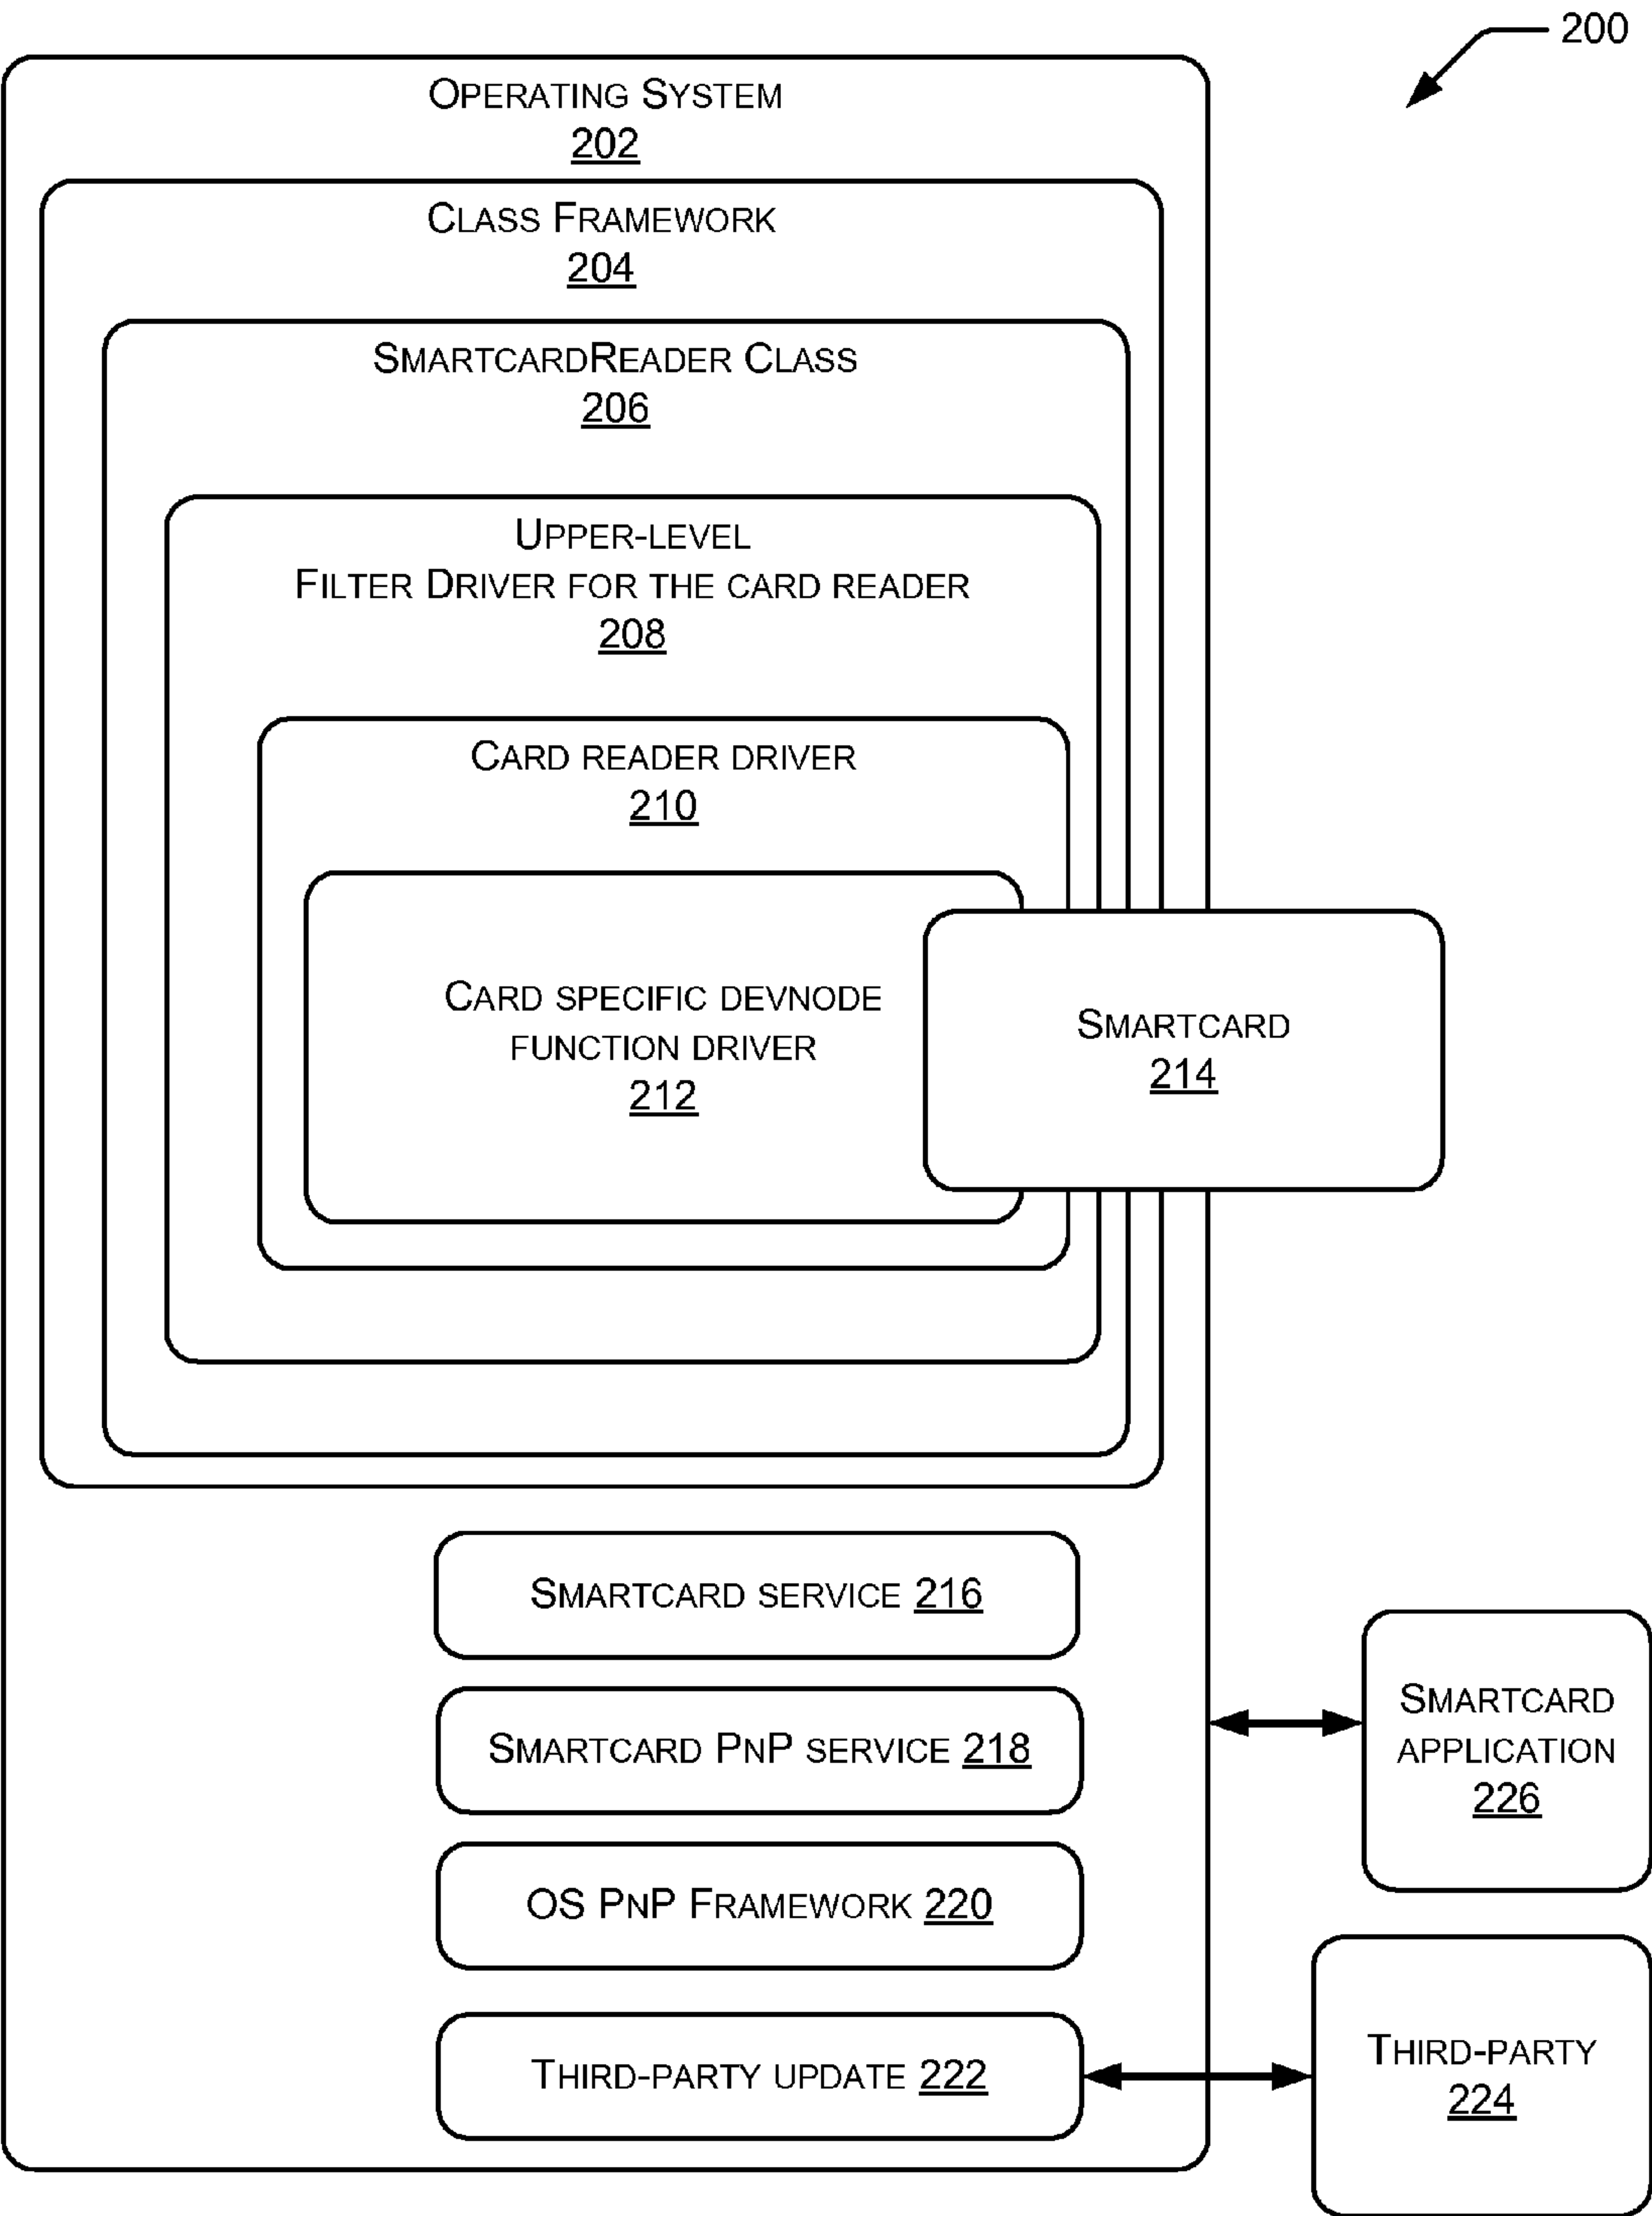 200
OPERATING SYSTEM
202
CLASS FRAMEWORK
204
SMARTCARDREADER CLASS
206
UPPER-LEVEL
FILTER DRIVER FOR THE CARD READER
208
CARD READER DRIVER
210
CARD SPECIFIC DEVNODE
FUNCTION DRIVER
212
SMARTCARD
214
SMARTCARD SERVICE 216
SMARTCARD PNP SERVICE 218
OS PNP FRAMEWORK 220
THIRD-PARTY UPDATE 222
SMARTCARD
APPLICATION
226
THIRD-PARTY
224